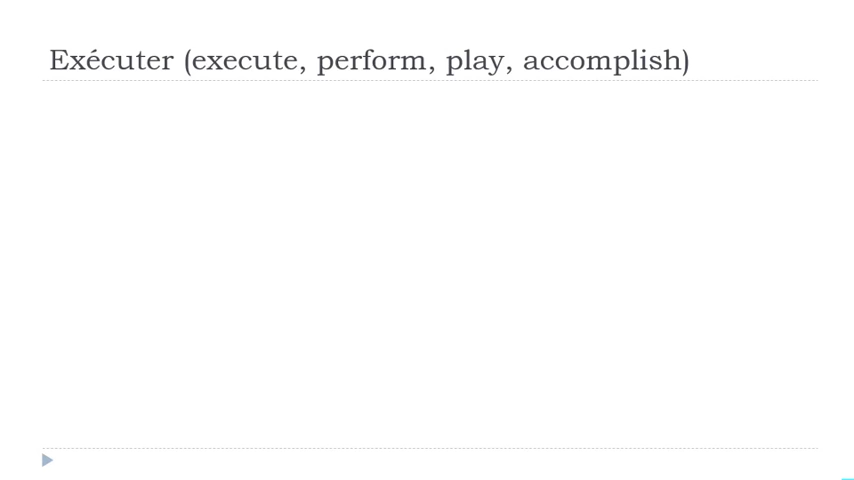 Exécuter (execute, perform, play, accomplish)